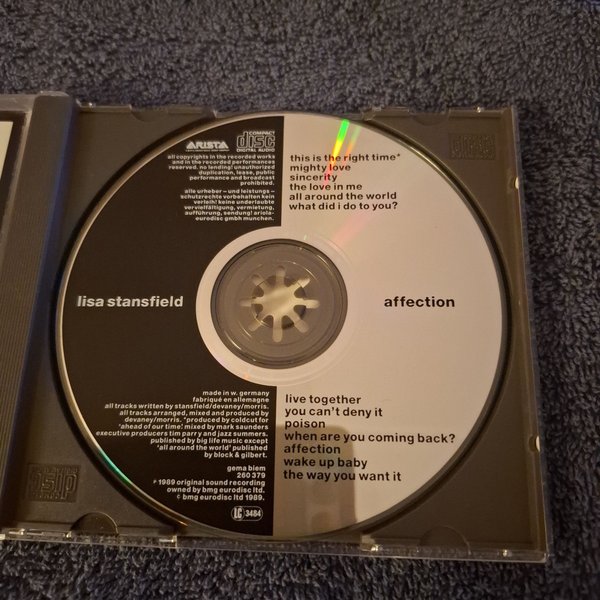 ARISTA
COMPACT
disc
DIGITAL AUDIO
all copyrights in the recorded works
and in the recorded performances
reserved. no lending! unauthorized
duplication, lease, public
performance and broadcast
prohibited.
alle urheber – und leistungs –
schutzrechte vorbehalten kein
verleih! keine underlaubte
vervielfältigung, vermietung,
aufführung, sendung! ariola-
eurodisc gmbh munchen.
this is the right time*
mighty love
sincerity
the love in me
all around the world
what did i do to you?
lisa stansfield
affection
made in w. germany
fabriqué en allemagne
all tracks written by stansfield/devaney/morris.
all tracks arranged, mixed and produced by
devaney/morris. *produced by coldcut for
'ahead of our time'. mixed by mark saunders
executive producers tim parry and jazz summers.
published by big life music except
'all around the world' published
by block & gilbert.
gema biem
260 379
℗ 1989 original sound recording
owned by bmg eurodisc ltd.
© bmg eurodisc ltd 1989.
LC 3484
live together
you can't deny it
poison
when are you coming back?
affection
wake up baby
the way you want it